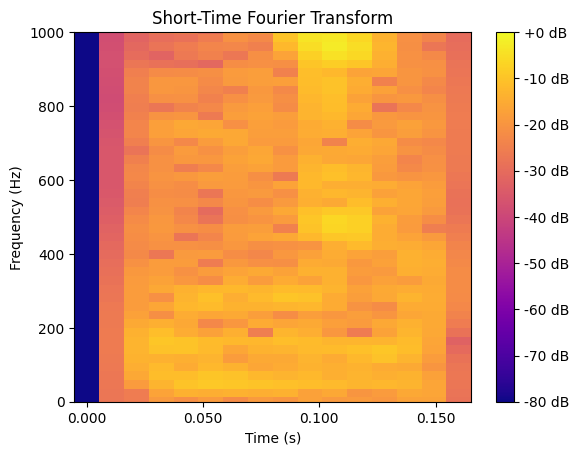 Short-Time Fourier Transform
1000
800
600
400
200
0
Frequency (Hz)
0.000
0.050
0.100
0.150
Time (s)
+0 dB
-10 dB
-20 dB
-30 dB
-40 dB
-50 dB
-60 dB
-70 dB
-80 dB